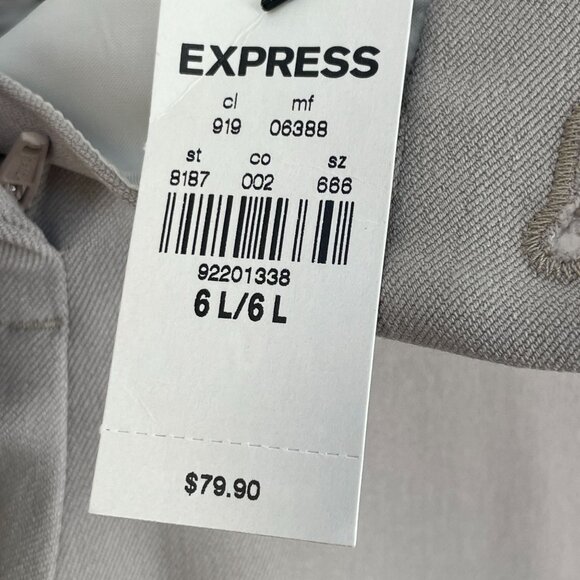 EXPRESS
cl mf
919 06388
st co sz
8187 002 666
92201338
6 L/6 L
$79.90